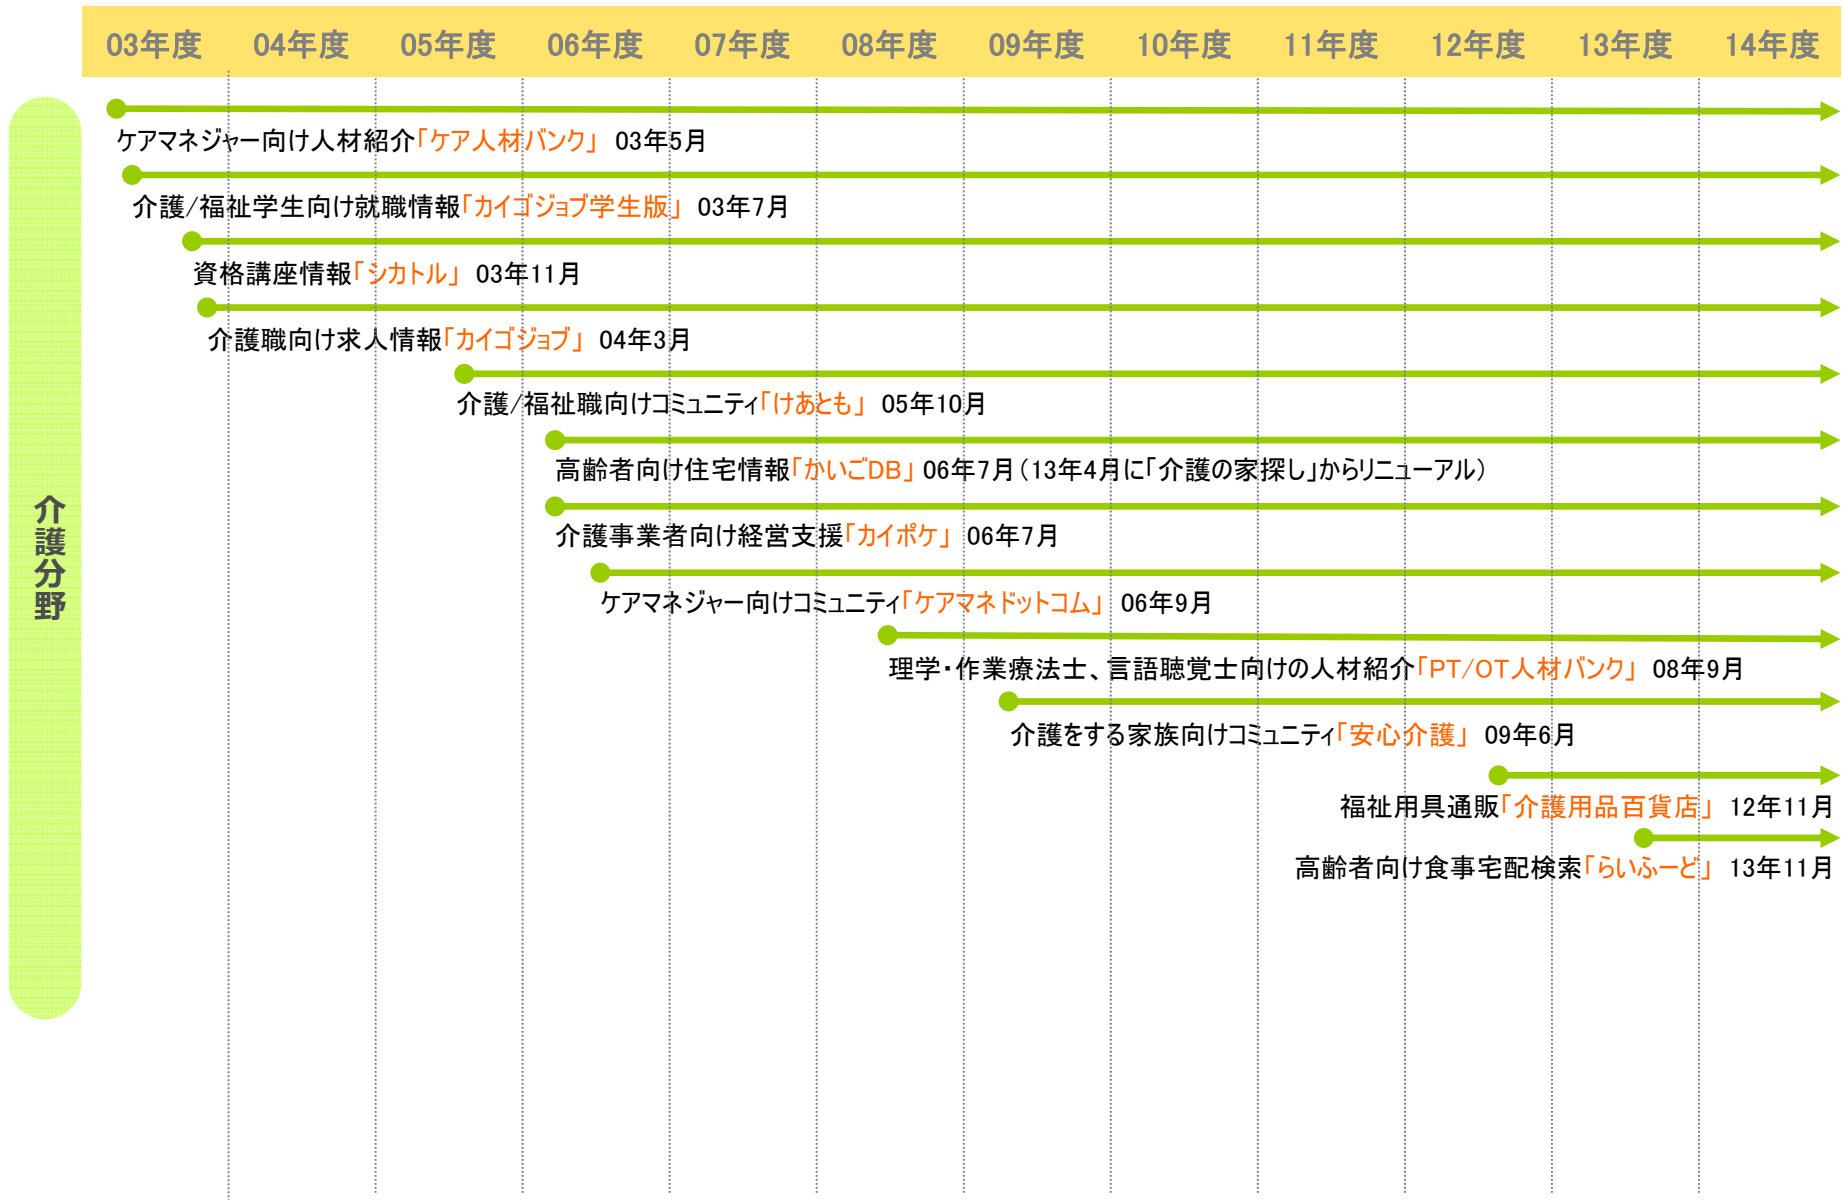 03年度 04年度 05年度 06年度 07年度 08年度 09年度 10年度 11年度 12年度 13年度 14年度
介護分野
ケアマネジャー向け人材紹介「ケア人材バンク」 03年5月
介護/福祉学生向け就職情報「カイゴジョブ学生版」 03年7月
資格講座情報「シカトル」 03年11月
介護職向け求人情報「カイゴジョブ」 04年3月
介護/福祉職向けコミュニティ「けあとも」 05年10月
高齢者向け住宅情報「かいごDB」 06年7月（13年4月に「介護の家探し」からリニューアル）
介護事業者向け経営支援「カイポケ」 06年7月
ケアマネジャー向けコミュニティ「ケアマネドットコム」 06年9月
理学・作業療法士、言語聴覚士向けの人材紹介「PT/OT人材バンク」 08年9月
介護をする家族向けコミュニティ「安心介護」 09年6月
福祉用具通販「介護用品百貨店」 12年11月
高齢者向け食事宅配検索「らいふーど」 13年11月